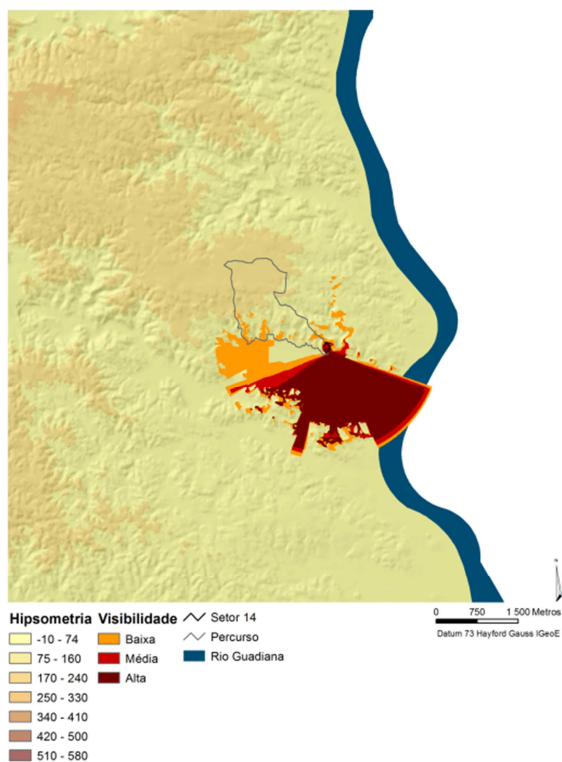 Hipsometria
-10 - 74
75 - 160
170 - 240
250 - 330
340 - 410
420 - 500
510 - 580
Visibilidade
Baixa
Média
Alta
Setor 14
Percurso
Rio Guadiana
0 750 1 500 Metros
Datum 73 Hayford Gauss IGeoE